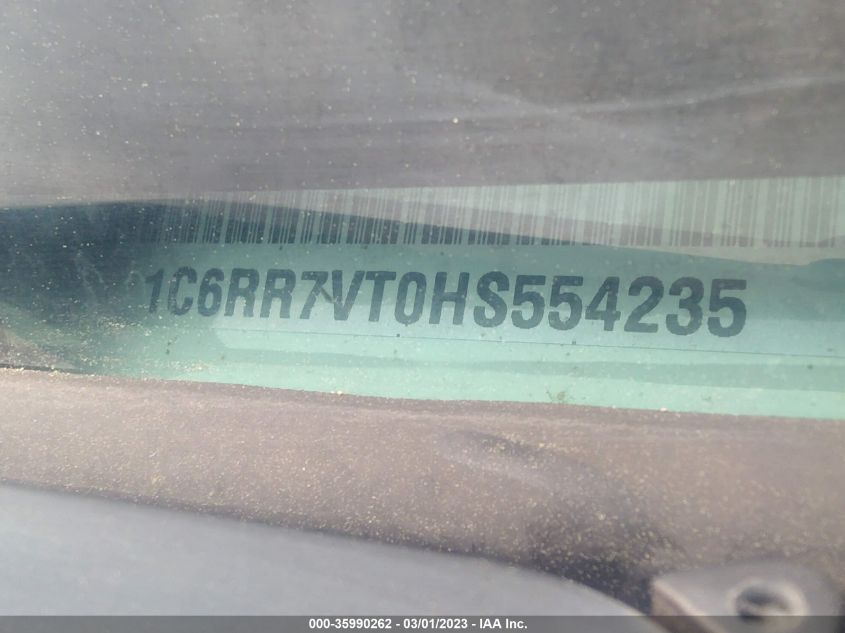 1C6RR7VT0HS554235
000-35990262 / 03/01/2023 - IAA Inc.